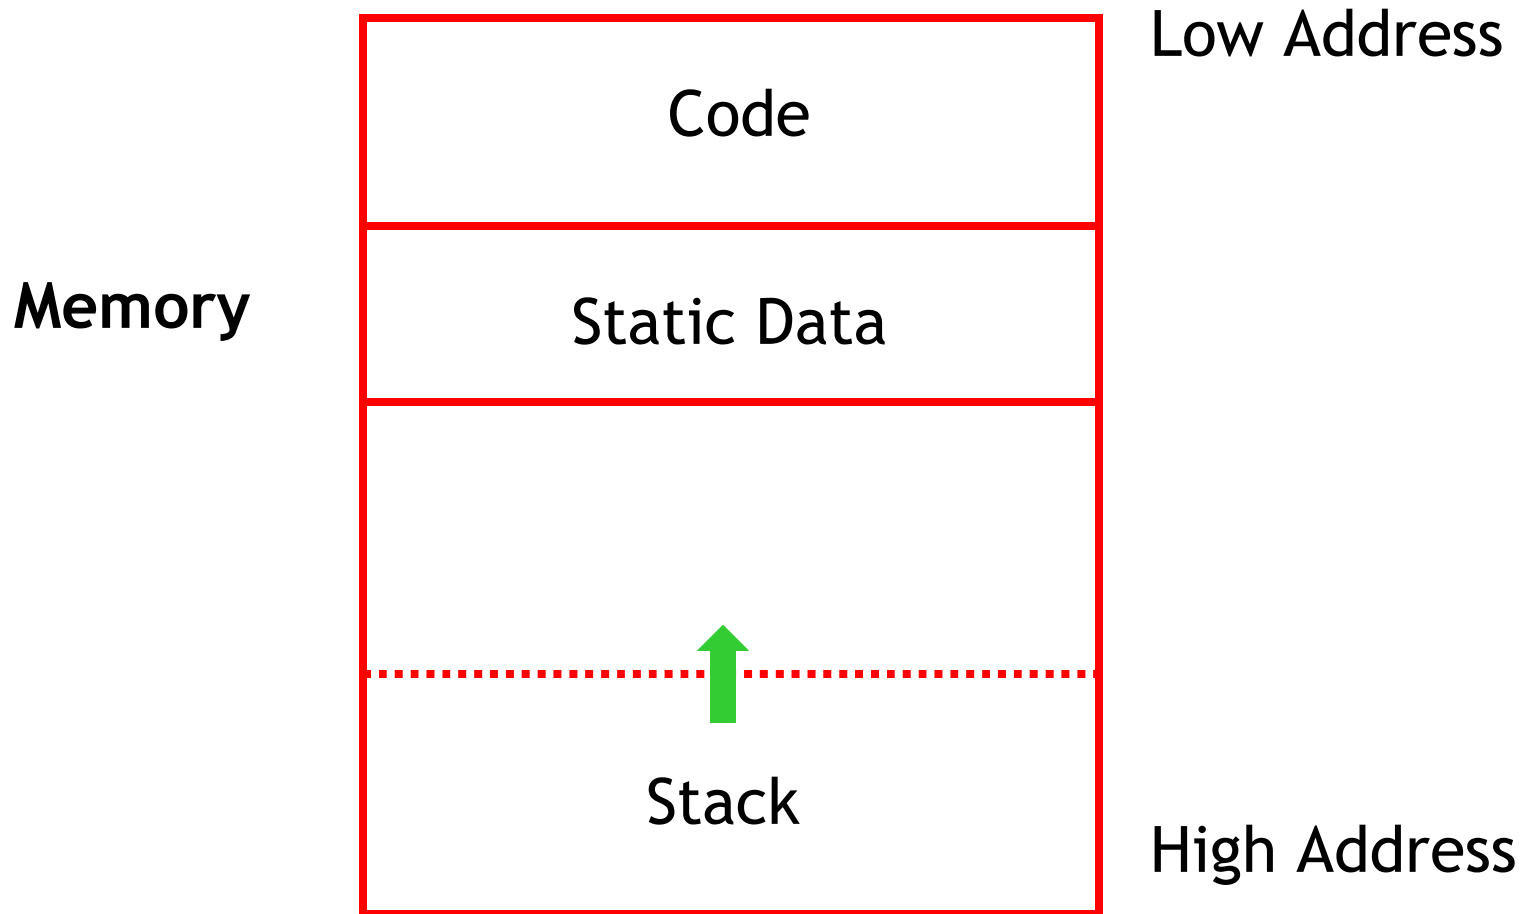 Low Address
Code
Memory
Static Data
Stack
High Address